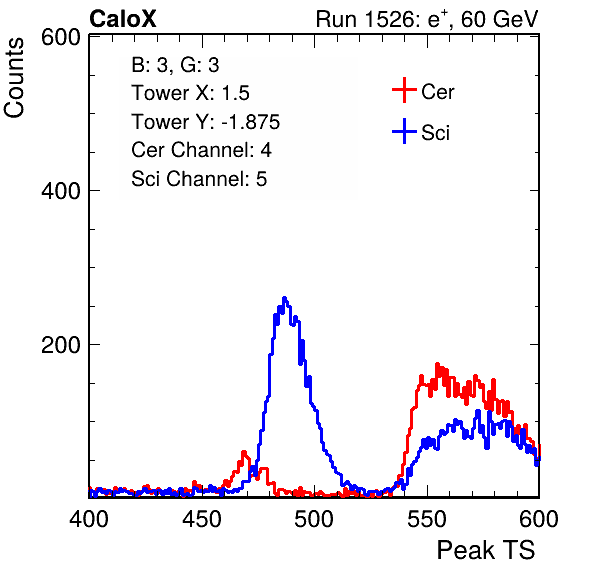 CaloX Run 1526: e⁺, 60 GeV
Counts
600
400
200
B: 3, G: 3
Tower X: 1.5
Tower Y: -1.875
Cer Channel: 4
Sci Channel: 5
Cer
Sci
400 450 500 550 600
Peak TS